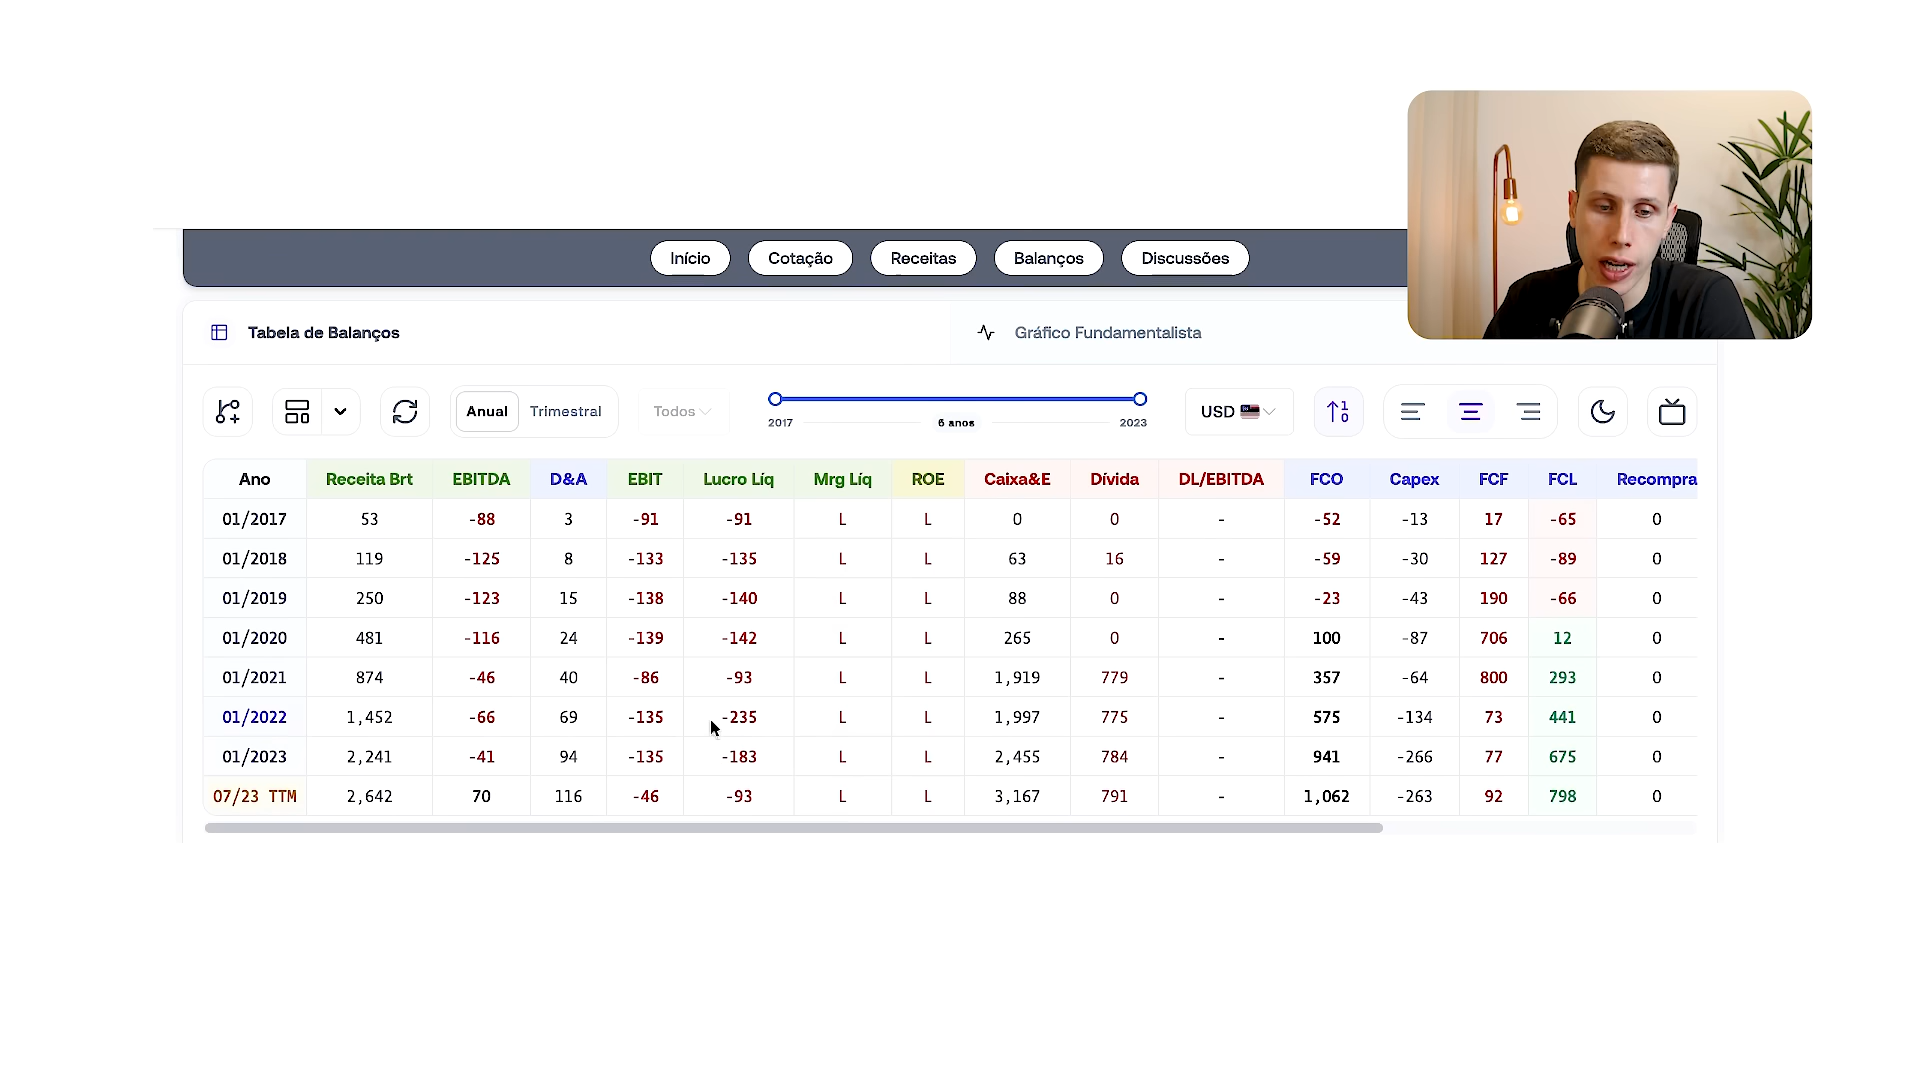 Início Cotação Receitas Balanços Discussões
Tabela de Balanços Gráfico Fundamentalista
Anual Trimestral Todos 2017 6 anos 2023 USD
Ano Receita Brt EBITDA D&A EBIT Lucro Líq Mrg Líq ROE Caixa&E Dívida DL/EBITDA FCO Capex FCF FCL Recompra
01/2017 53 -88 3 -91 -91 L L 0 0 - -52 -13 17 -65 0
01/2018 119 -125 8 -133 -135 L L 63 16 - -59 -30 127 -89 0
01/2019 250 -123 15 -138 -140 L L 88 0 - -23 -43 190 -66 0
01/2020 481 -116 24 -139 -142 L L 265 0 - 100 -87 706 12 0
01/2021 874 -46 40 -86 -93 L L 1,919 779 - 357 -64 800 293 0
01/2022 1,452 -66 69 -135 -235 L L 1,997 775 - 575 -134 73 441 0
01/2023 2,241 -41 94 -135 -183 L L 2,455 784 - 941 -266 77 675 0
07/23 TTM 2,642 70 116 -46 -93 L L 3,167 791 - 1,062 -263 92 798 0